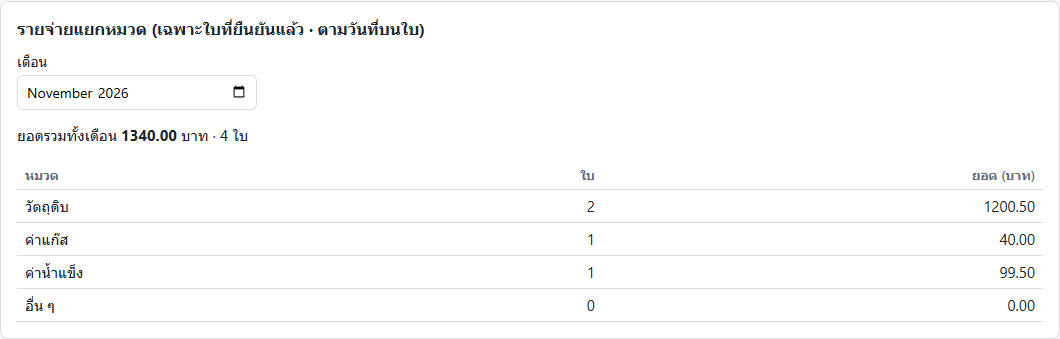 รายจ่ายแยกหมวด (เฉพาะใบที่ยืนยันแล้ว · ตามวันที่บนใบ)
เดือน
November 2026
ยอดรวมทั้งเดือน 1340.00 บาท · 4 ใบ
หมวด ใบ ยอด (บาท)
วัตถุดิบ 2 1200.50
ค่าแก๊ส 1 40.00
ค่าน้ำแข็ง 1 99.50
อื่น ๆ 0 0.00